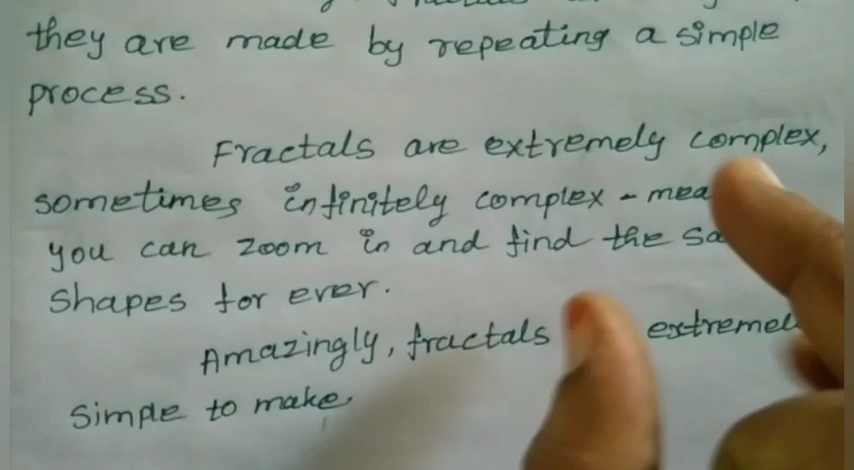 they are made by repeating a simple
process.
Fractals are extremely complex,
sometimes infinitely complex - mea
you can zoom in and find the sa
shapes for ever.
Amazingly, fractals extremel
simple to make.